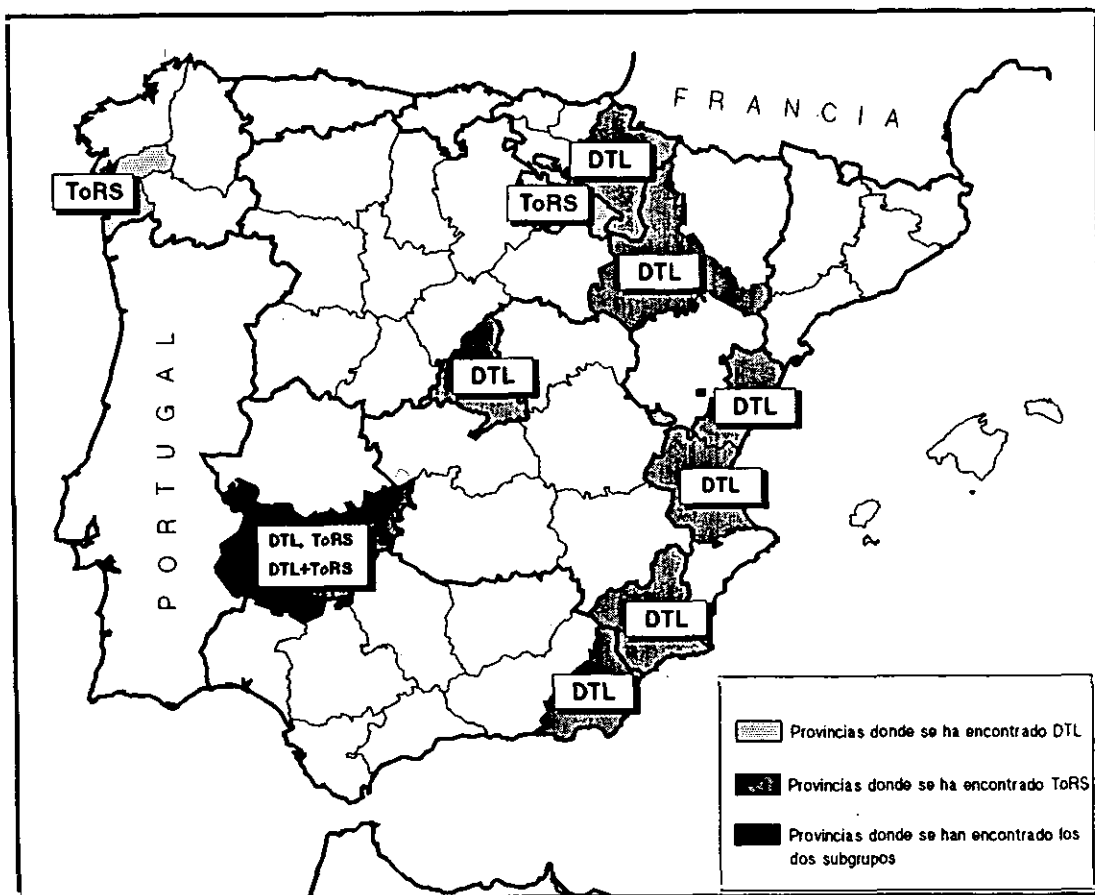 FRANCIA
DTL
ToRS
ToRS
DTL
DTL
DTL
PORTUGAL
DTL
DTL, ToRS
DTL+ToRS
DTL
DTL
Provincias donde se ha encontrado DTL
Provincias donde se ha encontrado ToRS
Provincias donde se han encontrado los
dos subgrupos